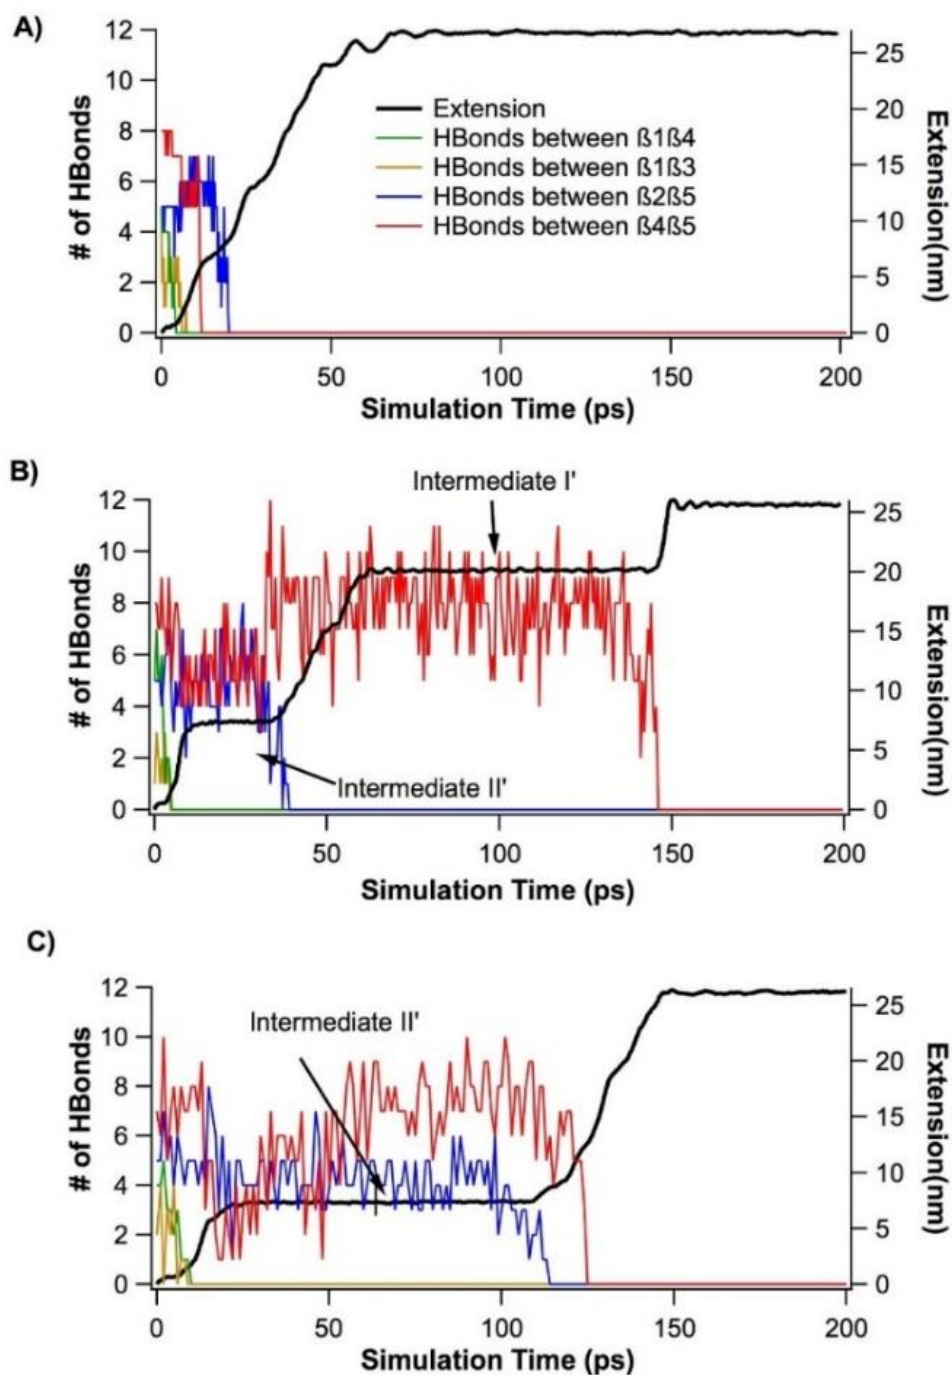 A)
12
10
8
6
4
2
0
# of HBonds
Extension
HBonds between ß1ß4
HBonds between ß1ß3
HBonds between ß2ß5
HBonds between ß4ß5
25
20
15
10
5
0
Extension(nm)
0 50 100 150 200
Simulation Time (ps)
B)
Intermediate I'
12
10
8
6
4
2
0
# of HBonds
Intermediate II'
25
20
15
10
5
0
Extension(nm)
0 50 100 150 200
Simulation Time (ps)
C)
12
10
8
6
4
2
0
# of HBonds
Intermediate II'
25
20
15
10
5
0
Extension(nm)
0 50 100 150 200
Simulation Time (ps)